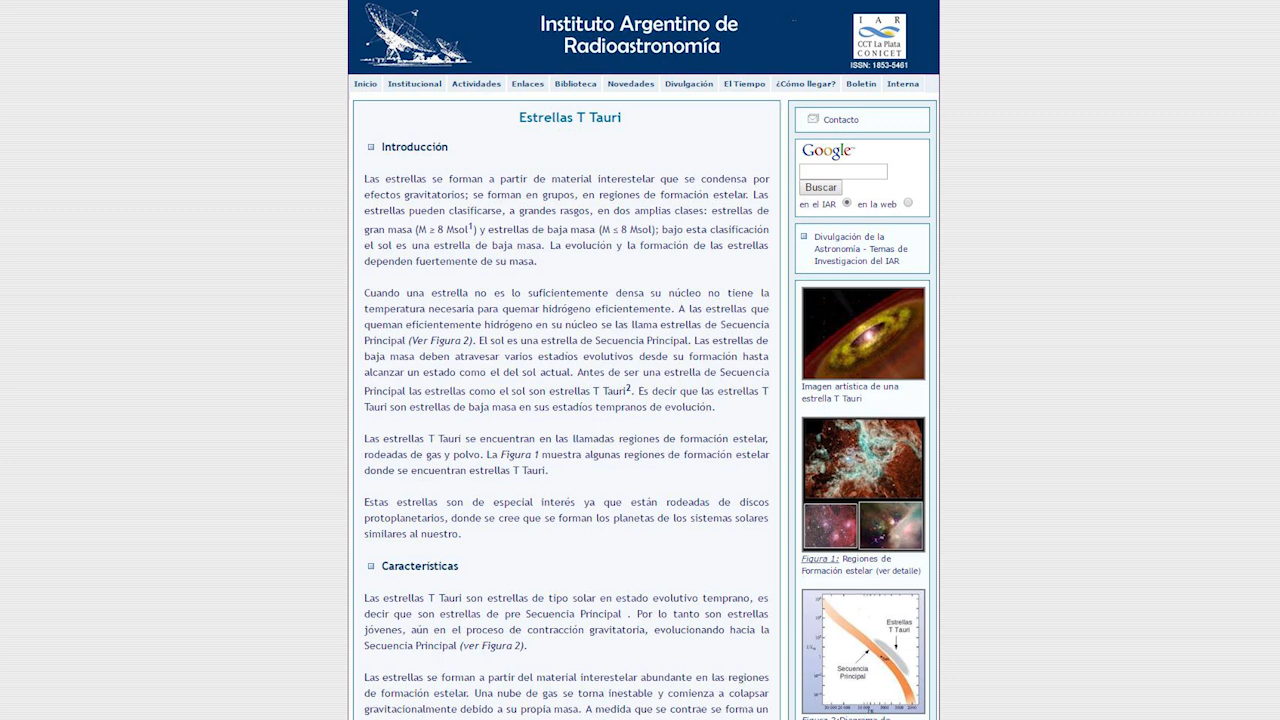 Instituto Argentino de
Radioastronomía
I A R
CCT La Plata
CONICET
ISSN: 1853-5461
Inicio Institucional Actividades Enlaces Biblioteca Novedades Divulgación El Tiempo ¿Cómo llegar? Boletin Interna
Estrellas T Tauri
Introducción
Las estrellas se forman a partir de material interestelar que se condensa por
efectos gravitatorios; se forman en grupos, en regiones de formación estelar. Las
estrellas pueden clasificarse, a grandes rasgos, en dos amplias clases: estrellas de
gran masa (M ≥ 8 Msol1) y estrellas de baja masa (M ≤ 8 Msol); bajo esta clasificación
el sol es una estrella de baja masa. La evolución y la formación de las estrellas
dependen fuertemente de su masa.
Cuando una estrella no es lo suficientemente densa su núcleo no tiene la
temperatura necesaria para quemar hidrógeno eficientemente. A las estrellas que
queman eficientemente hidrógeno en su núcleo se las llama estrellas de Secuencia
Principal (Ver Figura 2). El sol es una estrella de Secuencia Principal. Las estrellas de
baja masa deben atravesar varios estadíos evolutivos desde su formación hasta
alcanzar un estado como el del sol actual. Antes de ser una estrella de Secuencia
Principal las estrellas como el sol son estrellas T Tauri2. Es decir que las estrellas T
Tauri son estrellas de baja masa en sus estadíos tempranos de evolución.
Las estrellas T Tauri se encuentran en las llamadas regiones de formación estelar,
rodeadas de gas y polvo. La Figura 1 muestra algunas regiones de formación estelar
donde se encuentran estrellas T Tauri.
Estas estrellas son de especial interés ya que están rodeadas de discos
protoplanetarios, donde se cree que se forman los planetas de los sistemas solares
similares al nuestro.
Características
Las estrellas T Tauri son estrellas de tipo solar en estado evolutivo temprano, es
decir que son estrellas de pre Secuencia Principal . Por lo tanto son estrellas
jóvenes, aún en el proceso de contracción gravitatoria, evolucionando hacia la
Secuencia Principal (ver Figura 2).
Las estrellas se forman a partir del material interestelar abundante en las regiones
de formación estelar. Una nube de gas se torna inestable y comienza a colapsar
gravitacionalmente debido a su propia masa. A medida que se contrae se forma un
Contacto
Google
Buscar
en el IAR en la web
Divulgación de la
Astronomía - Temas de
Investigacion del IAR
Imagen artística de una
estrella T Tauri
Figura 1: Regiones de
Formación estelar (ver detalle)
Estrellas
T Tauri
Secuencia
Principal
Figura 2:Diagrama de